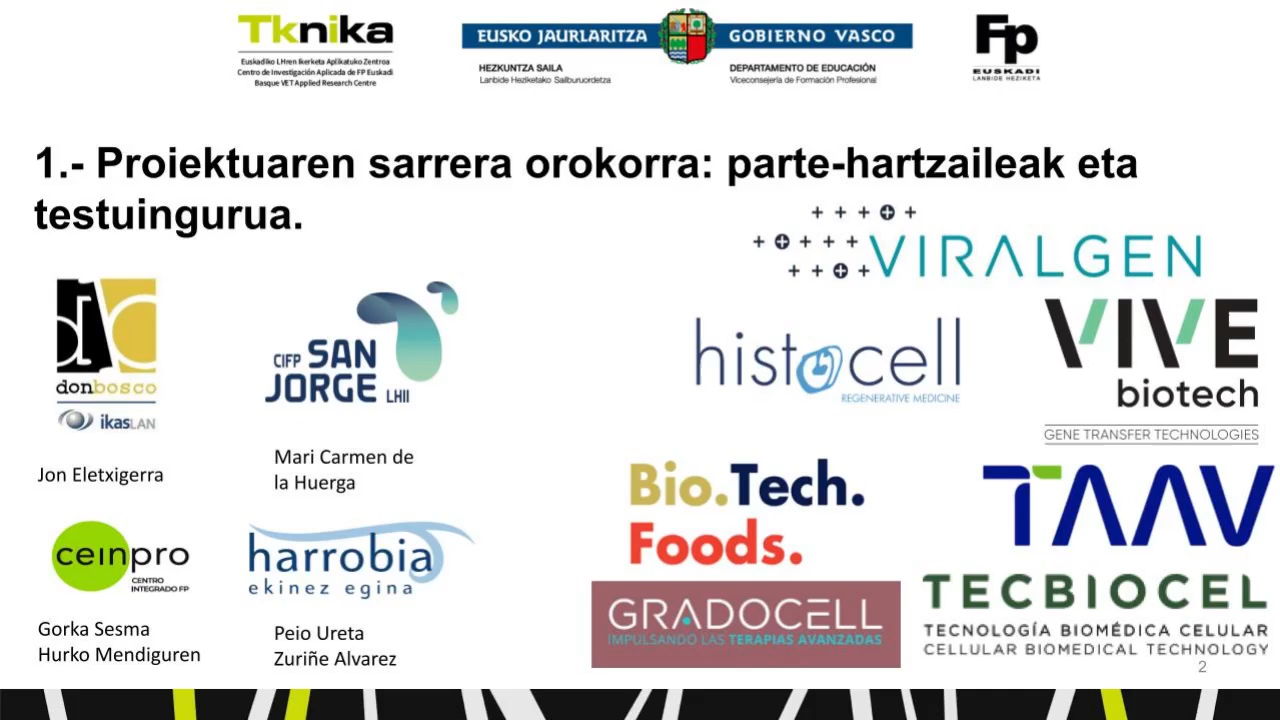 Tknika
Euskadiko LHren Ikerketa Aplikatuko Zentroa
Centro de Investigación Aplicada de FP Euskadi
Basque VET Applied Research Centre
EUSKO JAURLARITZA
GOBIERNO VASCO
HEZKUNTZA SAILA
Lanbide Heziketako Sailburuordetza
DEPARTAMENTO DE EDUCACIÓN
Viceconsejería de Formación Profesional
Fp
EUSKADI
LANBIDE HEZIKETA
1.- Proiektuaren sarrera orokorra: parte-hartzaileak eta
testuingurua.
dc
donbosco
ikasLAN
Jon Eletxigerra
CIFP SAN
JORGE LHII
Mari Carmen de
la Huerga
ceinpro
CENTRO
INTEGRADO FP
Gorka Sesma
Hurko Mendiguren
harrobia
ekinez egina
Peio Ureta
Zuriñe Alvarez
VIRALGEN
histocell
REGENERATIVE MEDICINE
VIVE
biotech
GENE TRANSFER TECHNOLOGIES
Bio.Tech.
Foods.
TAAV
GRADOCELL
IMPULSANDO LAS TERAPIAS AVANZADAS
TECBIOCEL
TECNOLOGÍA BIOMÉDICA CELULAR
CELLULAR BIOMEDICAL TECHNOLOGY
2